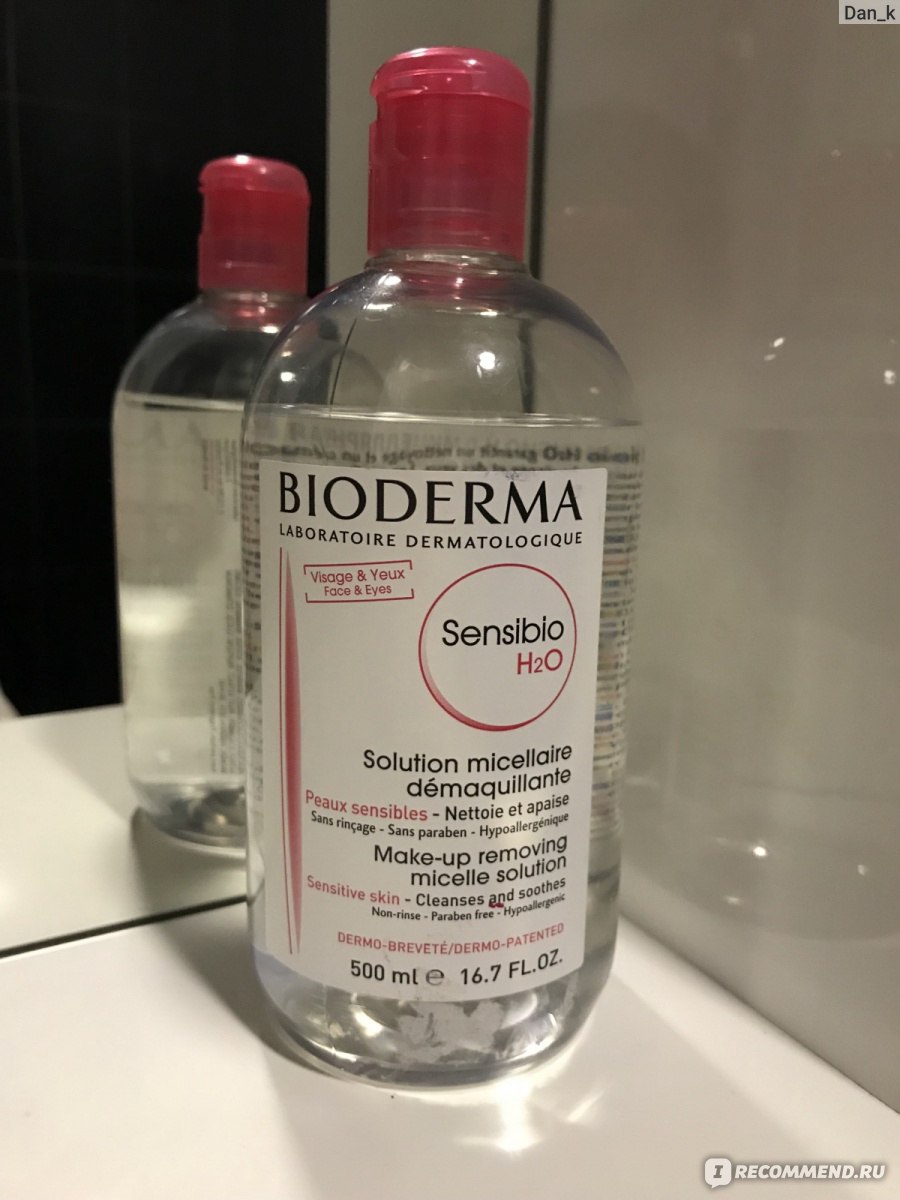 Dan_k
BIODERMA
LABORATOIRE DERMATOLOGIQUE
Visage & Yeux
Face & Eyes
Sensibio
H2O
Solution micellaire
démaquillante
Peaux sensibles - Nettoie et apaise
Sans rinçage - Sans paraben - Hypoallergénique
Make-up removing
micelle solution
Sensitive skin - Cleanses and soothes
Non-rinse - Paraben free - Hypoallergenic
DERMO-BREVETÉ/DERMO-PATENTED
500 ml ℮ 16.7 FL.OZ.
IRECOMMEND.RU